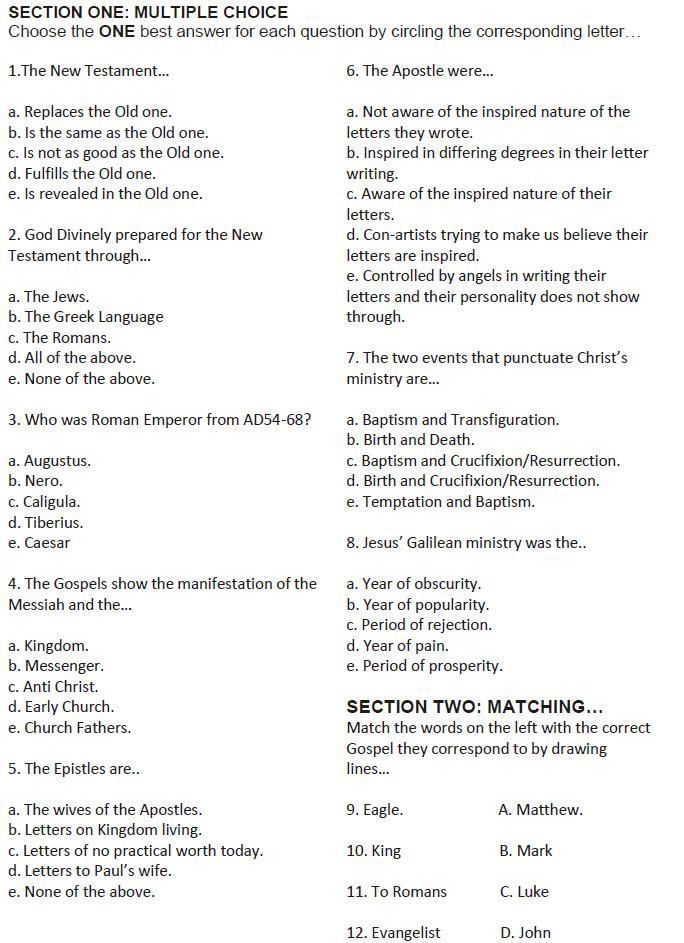 SECTION ONE: MULTIPLE CHOICE
Choose the ONE best answer for each question by circling the corresponding letter…
1.The New Testament…
a. Replaces the Old one.
b. Is the same as the Old one.
c. Is not as good as the Old one.
d. Fulfills the Old one.
e. Is revealed in the Old one.
2. God Divinely prepared for the New
Testament through…
a. The Jews.
b. The Greek Language
c. The Romans.
d. All of the above.
e. None of the above.
3. Who was Roman Emperor from AD54-68?
a. Augustus.
b. Nero.
c. Caligula.
d. Tiberius.
e. Caesar
4. The Gospels show the manifestation of the
Messiah and the…
a. Kingdom.
b. Messenger.
c. Anti Christ.
d. Early Church.
e. Church Fathers.
5. The Epistles are..
a. The wives of the Apostles.
b. Letters on Kingdom living.
c. Letters of no practical worth today.
d. Letters to Paul’s wife.
e. None of the above.
6. The Apostle were…
a. Not aware of the inspired nature of the
letters they wrote.
b. Inspired in differing degrees in their letter
writing.
c. Aware of the inspired nature of their
letters.
d. Con-artists trying to make us believe their
letters are inspired.
e. Controlled by angels in writing their
letters and their personality does not show
through.
7. The two events that punctuate Christ’s
ministry are…
a. Baptism and Transfiguration.
b. Birth and Death.
c. Baptism and Crucifixion/Resurrection.
d. Birth and Crucifixion/Resurrection.
e. Temptation and Baptism.
8. Jesus’ Galilean ministry was the..
a. Year of obscurity.
b. Year of popularity.
c. Period of rejection.
d. Year of pain.
e. Period of prosperity.
SECTION TWO: MATCHING…
Match the words on the left with the correct
Gospel they correspond to by drawing
lines…
9. Eagle. A. Matthew.
10. King B. Mark
11. To Romans C. Luke
12. Evangelist D. John